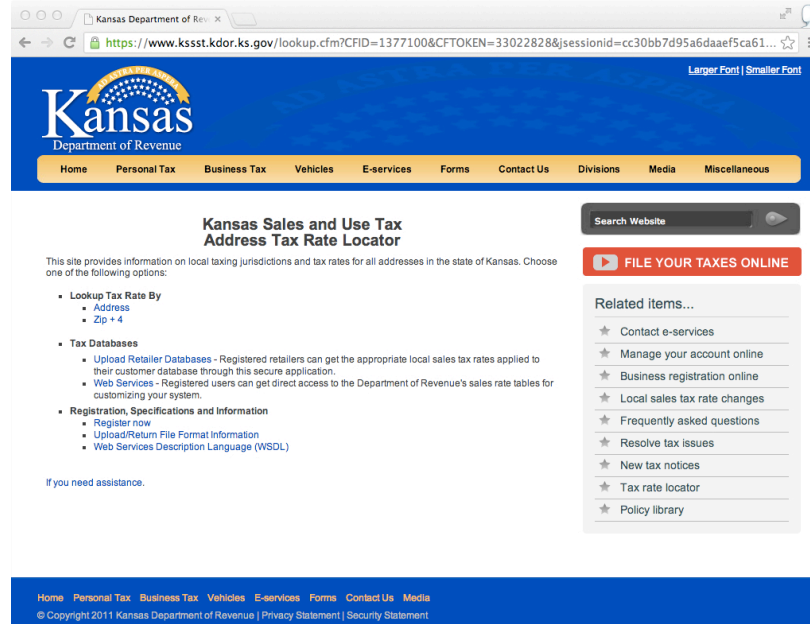 Kansas Department of Rev
https://www.kssst.kdor.ks.gov/lookup.cfm?CFID=1377100&CFTOKEN=33022828&jsessionid=cc30bb7d95a6daaef5ca61...
Larger Font | Smaller Font
AD ASTRA PER ASPERA
Kansas
Department of Revenue
AD ASTRA PER ASPERA
Home Personal Tax Business Tax Vehicles E-services Forms Contact Us Divisions Media Miscellaneous
Kansas Sales and Use Tax
Address Tax Rate Locator
This site provides information on local taxing jurisdictions and tax rates for all addresses in the state of Kansas. Choose
one of the following options:
Lookup Tax Rate By
Address
Zip + 4
Tax Databases
Upload Retailer Databases - Registered retailers can get the appropriate local sales tax rates applied to
their customer database through this secure application.
Web Services - Registered users can get direct access to the Department of Revenue's sales rate tables for
customizing your system.
Registration, Specifications and Information
Register now
Upload/Return File Format Information
Web Services Description Language (WSDL)
If you need assistance.
Search Website
FILE YOUR TAXES ONLINE
Related items...
Contact e-services
Manage your account online
Business registration online
Local sales tax rate changes
Frequently asked questions
Resolve tax issues
New tax notices
Tax rate locator
Policy library
Home Personal Tax Business Tax Vehicles E-services Forms Contact Us Media
© Copyright 2011 Kansas Department of Revenue | Privacy Statement | Security Statement